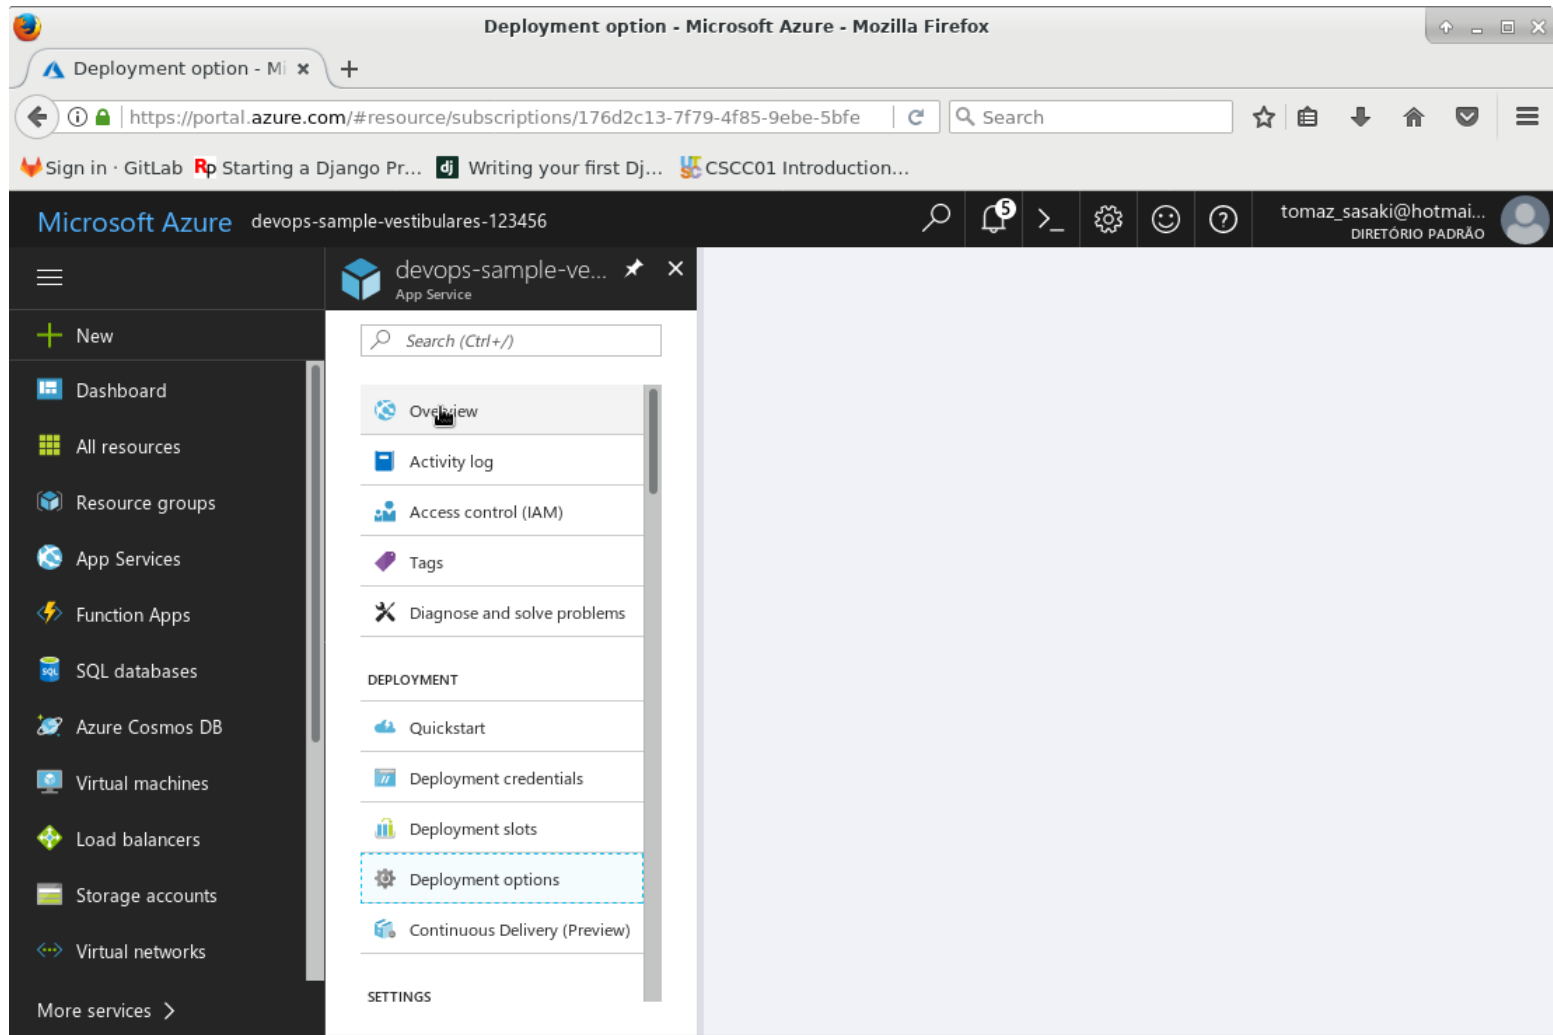 Deployment option - Microsoft Azure - Mozilla Firefox
Deployment option - Mi
https://portal.azure.com/#resource/subscriptions/176d2c13-7f79-4f85-9ebe-5bfe
Search
Sign in · GitLab
Rp Starting a Django Pr...
dj Writing your first Dj...
CSCC01 Introduction...
Microsoft Azure
devops-sample-vestibulares-123456
5
tomaz_sasaki@hotmai...
DIRETÓRIO PADRÃO
New
Dashboard
All resources
Resource groups
App Services
Function Apps
SQL SQL databases
Azure Cosmos DB
Virtual machines
Load balancers
Storage accounts
Virtual networks
More services
devops-sample-ve...
App Service
Search (Ctrl+/)
Overview
Activity log
Access control (IAM)
Tags
Diagnose and solve problems
DEPLOYMENT
Quickstart
Deployment credentials
Deployment slots
Deployment options
Continuous Delivery (Preview)
SETTINGS